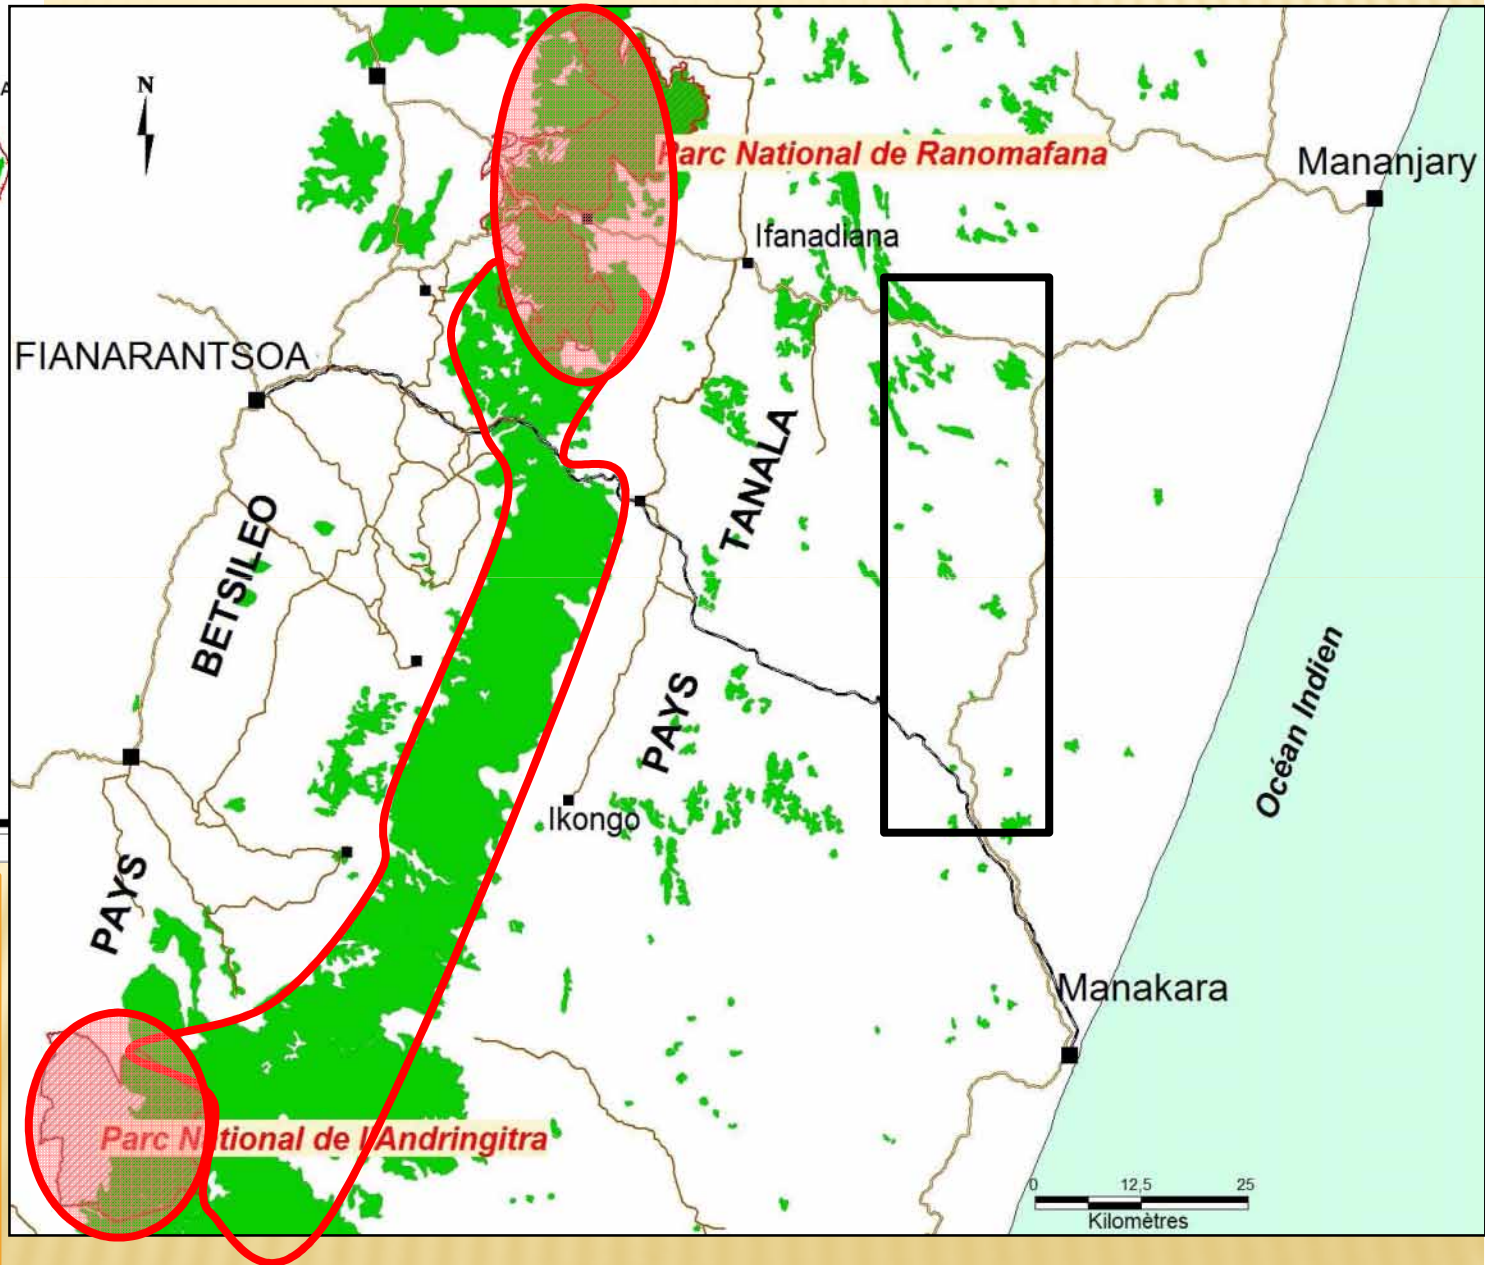 N
Parc National de Ranomafana
Mananjary
Ifanadiana
FIANARANTSOA
TANALA
BETSILEO
PAYS
Océan Indien
Ikongo
PAYS
Manakara
Parc National de l'Andringitra
0 12,5 25
Kilomètres